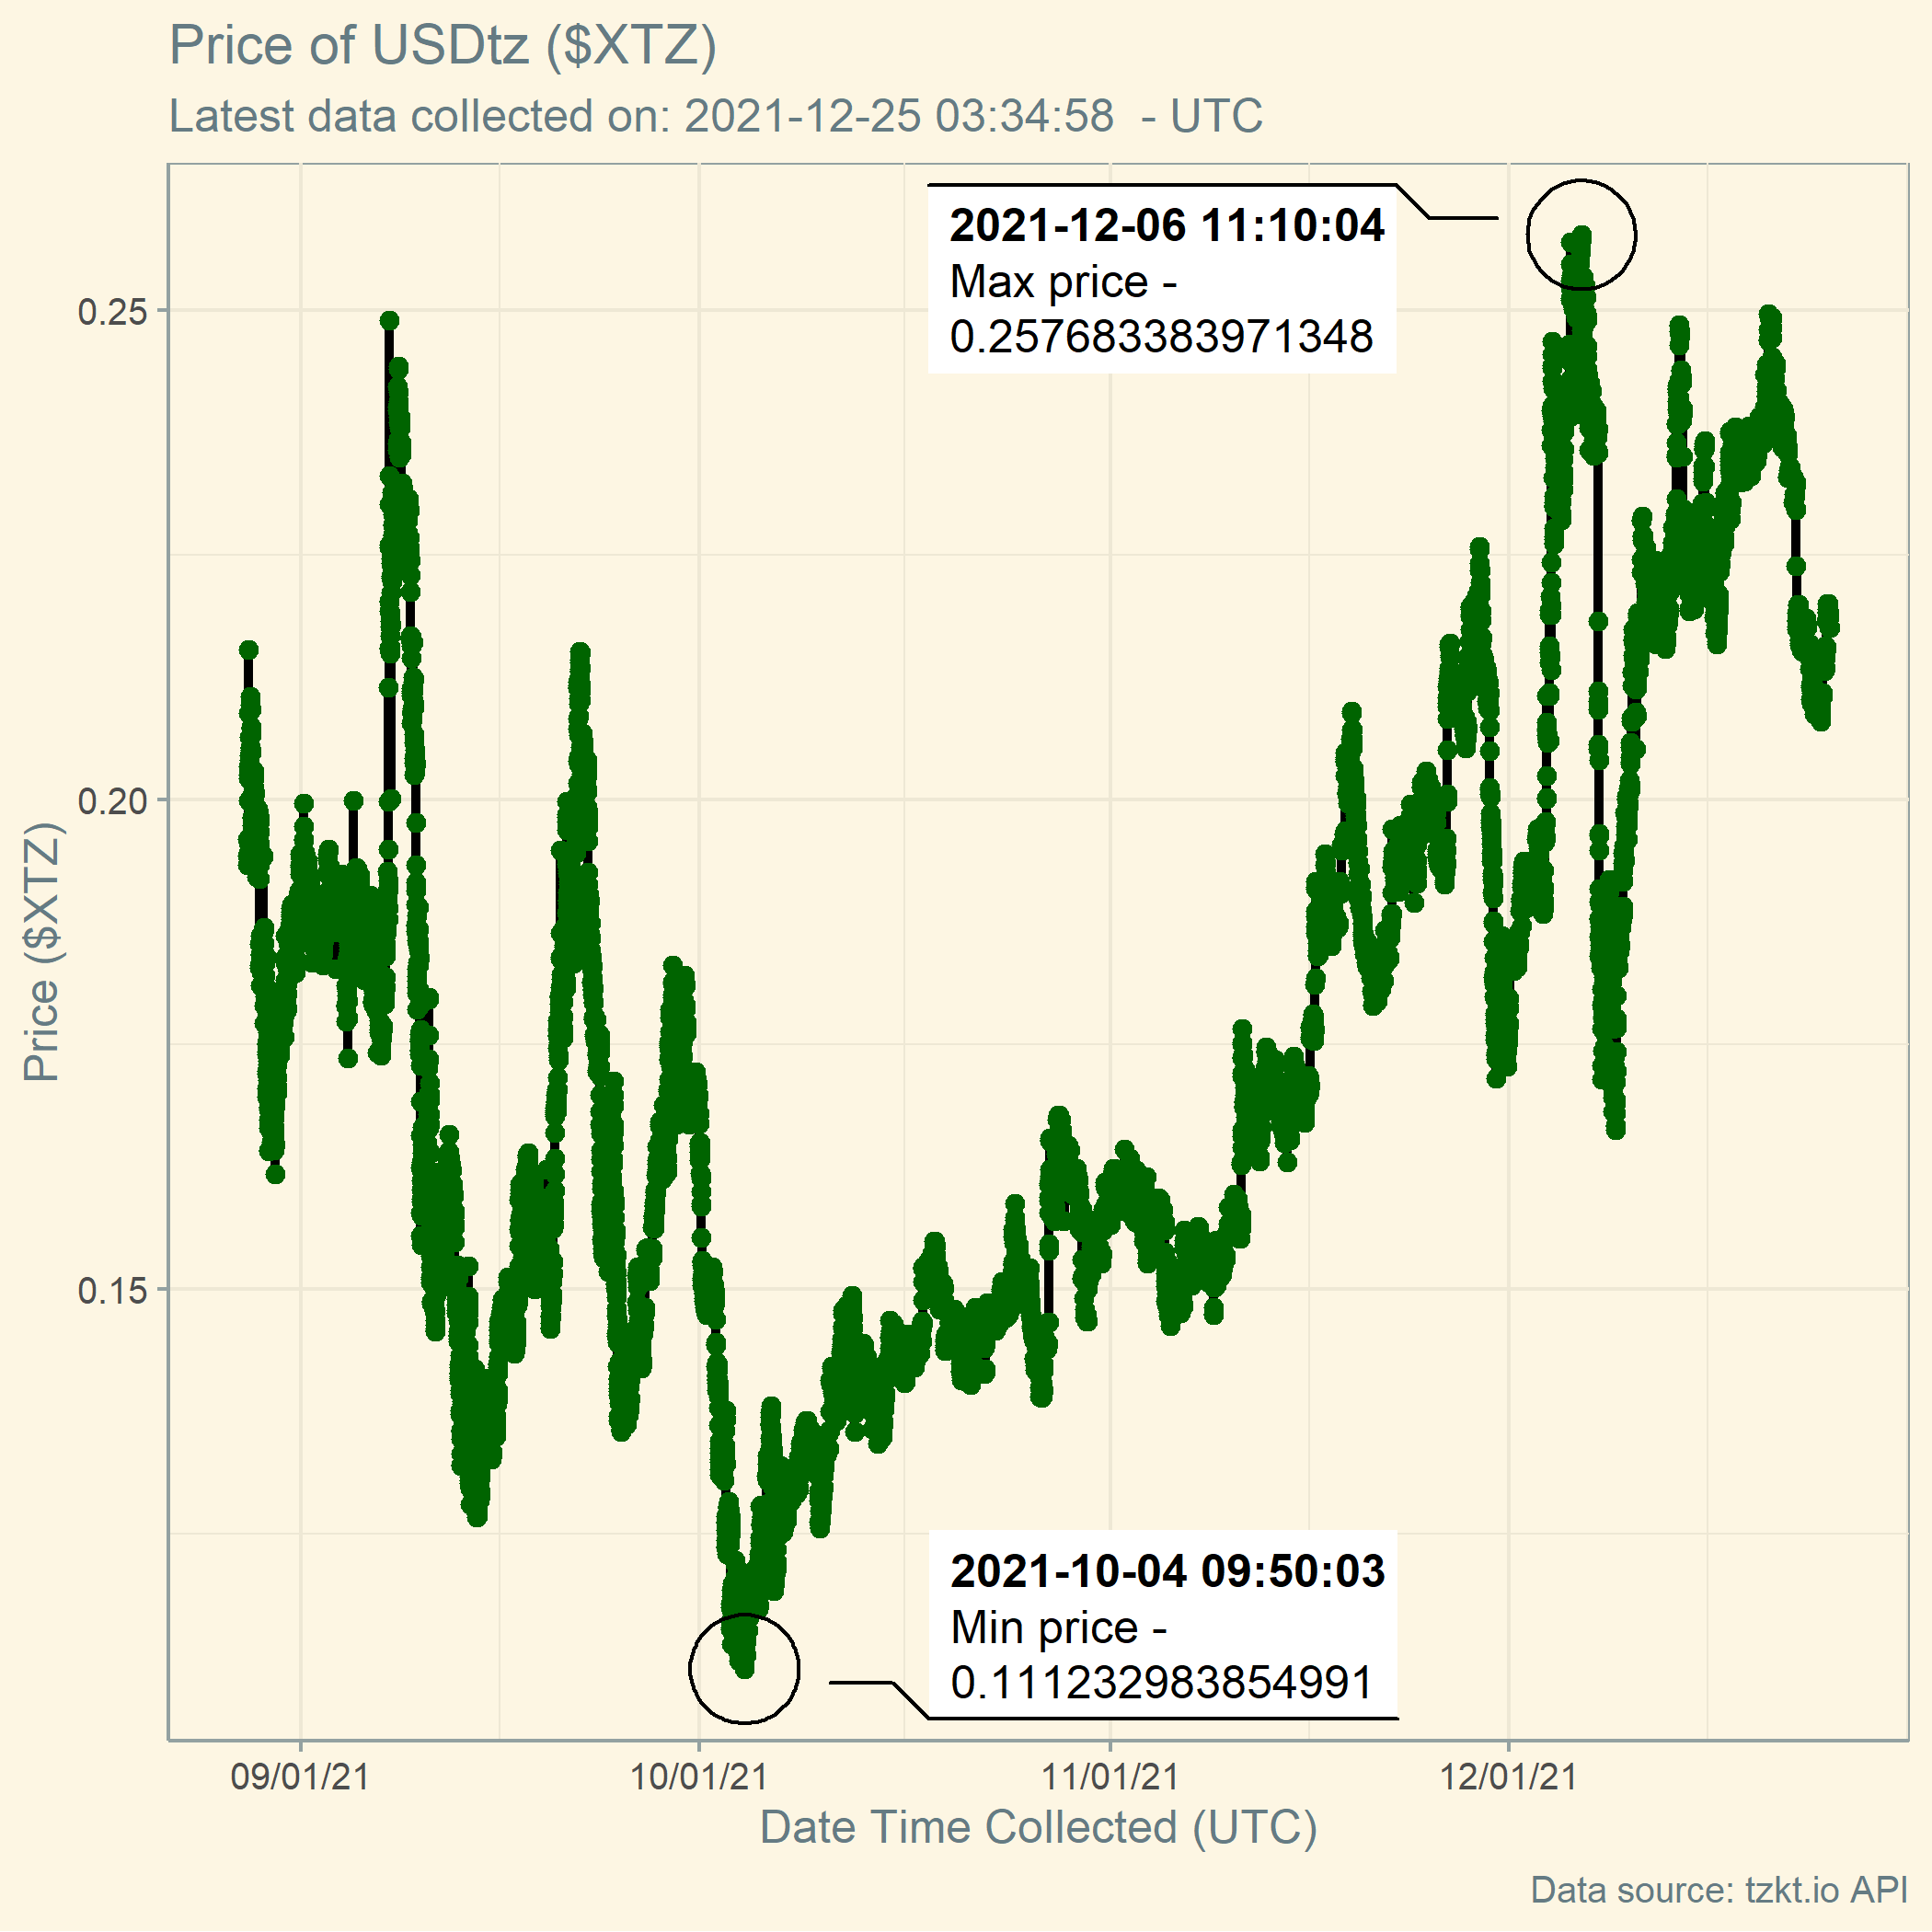 Price of USDtz ($XTZ)
Latest data collected on: 2021-12-25 03:34:58  - UTC
2021-12-06 11:10:04
Max price -
0.257683383971348
0.25
0.20
0.15
Price ($XTZ)
2021-10-04 09:50:03
Min price -
0.111232983854991
09/01/21
10/01/21
11/01/21
12/01/21
Date Time Collected (UTC)
Data source: tzkt.io API